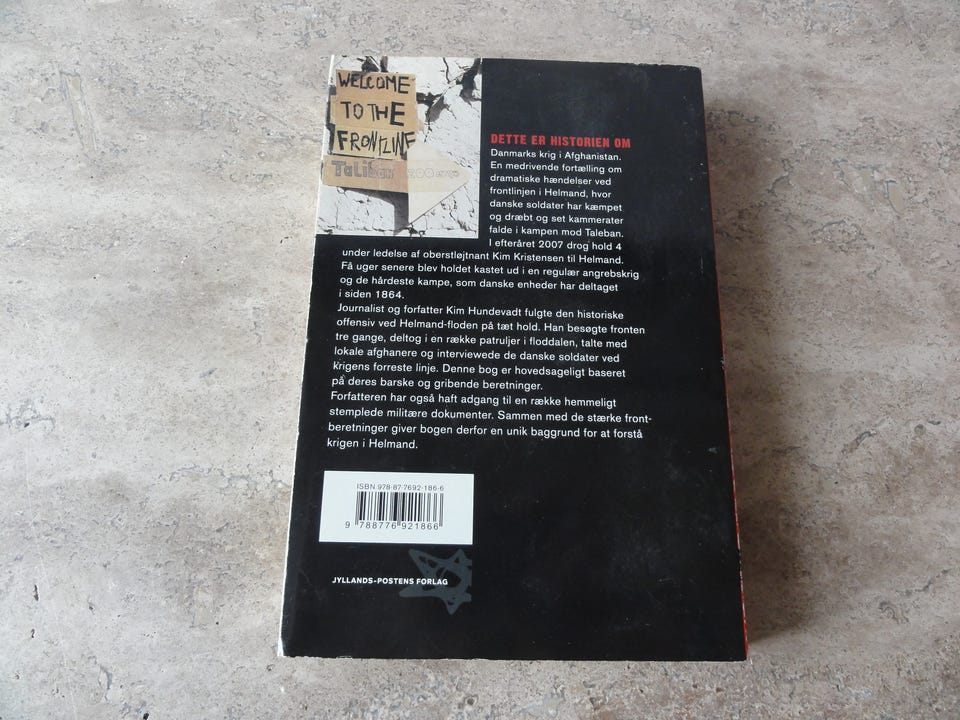 WELCOME
TO THE
FRONTLINE
Taliban
DETTE ER HISTORIEN OM
Danmarks krig i Afghanistan.
En medrivende fortælling om
dramatiske hændelser ved
frontlinjen i Helmand, hvor
danske soldater har kæmpet
og dræbt og set kammerater
falde i kampen mod Taleban.
I efteråret 2007 drog hold 4
under ledelse af oberstløjtnant Kim Kristensen til Helmand.
Få uger senere blev holdet kastet ud i en regulær angrebskrig
og de hårdeste kampe, som danske enheder har deltaget
i siden 1864.
Journalist og forfatter Kim Hundevadt fulgte den historiske
offensiv ved Helmand-floden på tæt hold. Han besøgte fronten
tre gange, deltog i en række patruljer i floddalen, talte med
lokale afghanere og interviewede de danske soldater ved
krigens forreste linje. Denne bog er hovedsageligt baseret
på deres barske og gribende beretninger.
Forfatteren har også haft adgang til en række hemmeligt
stemplede militære dokumenter. Sammen med de stærke front-
beretninger giver bogen derfor en unik baggrund for at forstå
krigen i Helmand.
ISBN 978-87-7692-186-6
9 788776 921866
JYLLANDS-POSTENS FORLAG